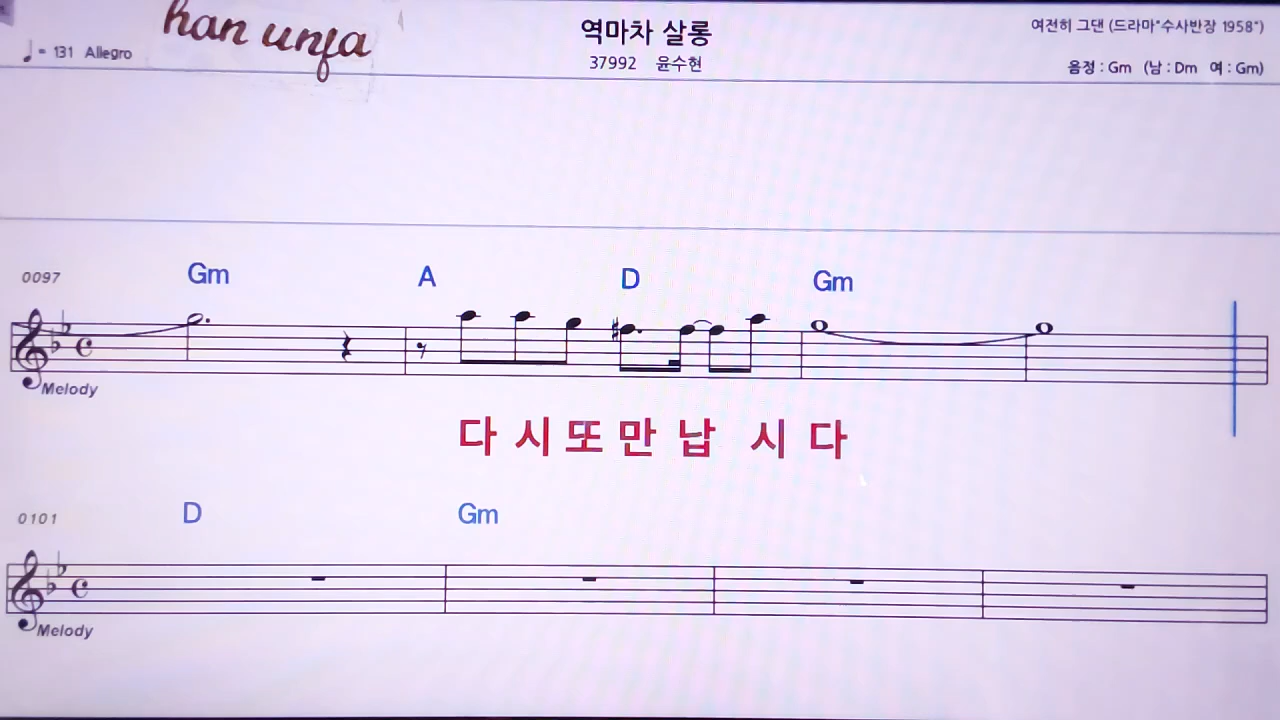 han unja
역마차 살롱
여전히 그댄 (드라마"수사반장 1958")
♩ = 131 Allegro
37992 윤수현
음정 : Gm (남 : Dm 여 : Gm)
0097 Gm A D Gm
Melody
다 시 또 만 납 시 다
0101 D Gm
Melody